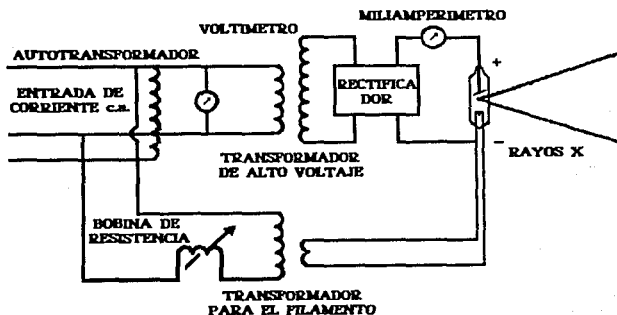 MILIAMPERIMETRO
VOLTIMETRO
AUTOTRANSFORMADOR
+
ENTRADA DE
CORRIENTE c.a.
RECTIFICA
DOR
TRANSFORMADOR
DE ALTO VOLTAJE
-
RAYOS X
BOBINA DE
RESISTENCIA
TRANSFORMADOR
PARA EL FILAMENTO